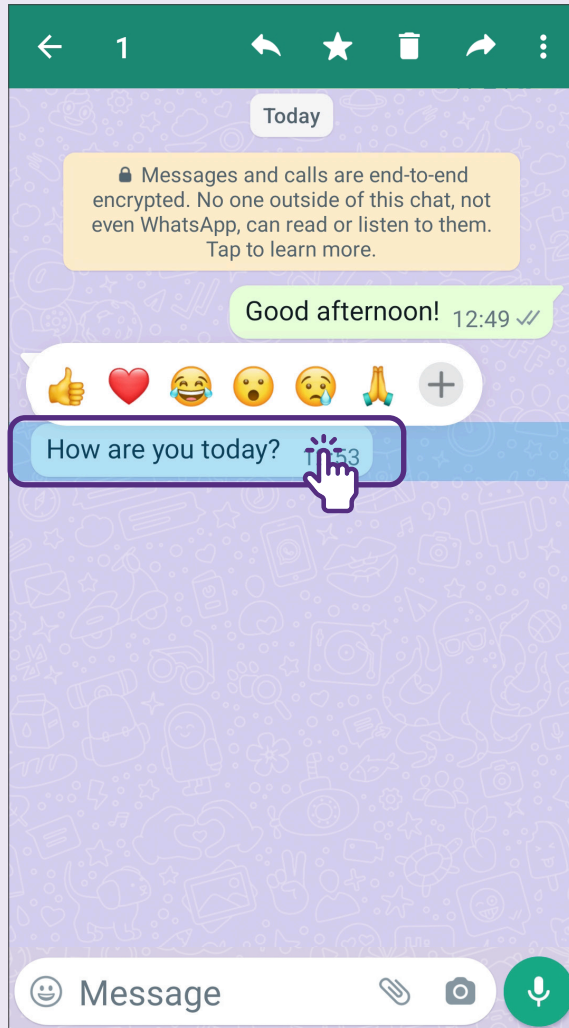 1
Today
Messages and calls are end-to-end
encrypted. No one outside of this chat, not
even WhatsApp, can read or listen to them.
Tap to learn more.
Good afternoon! 12:49
How are you today?
Message